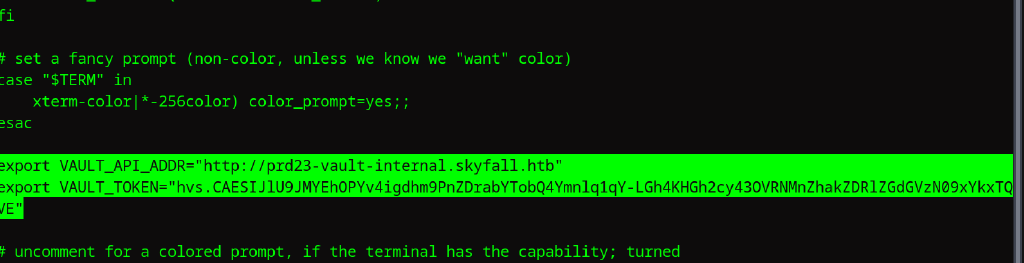 fi
# set a fancy prompt (non-color, unless we know we "want" color)
case "$TERM" in
    xterm-color|*-256color) color_prompt=yes;;
esac
export VAULT_API_ADDR="http://prd23-vault-internal.skyfall.htb"
export VAULT_TOKEN="hvs.CAESIJlU9JMYEhOPYv4igdhm9PnZDrabYTobQ4Ymnlq1qY-LGh4KHGh2cy43OVRNMnZhakZDRlZGdGVzN09xYkxTQ
VE"
# uncomment for a colored prompt, if the terminal has the capability; turned